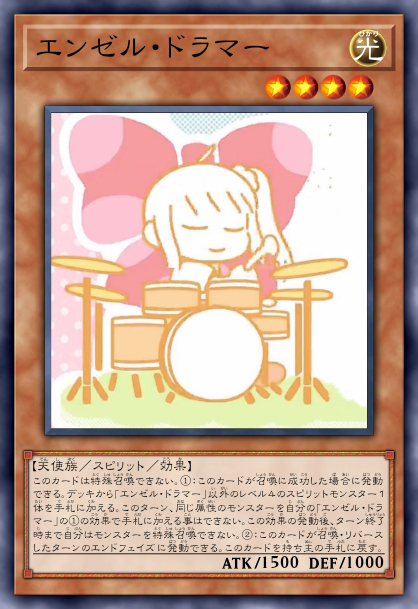 エンゼル・ドラマー
光
【天使族／スピリット／効果】
このカードは特殊召喚できない。①：このカードが召喚に成功した場合に発動
できる。デッキから「エンゼル・ドラマー」以外のレベル４のスピリットモンスター１
体を手札に加える。このターン、同じ属性のモンスターを自分の「エンゼル・ドラマ
ー」の①の効果で手札に加える事はできない。この効果の発動後、ターン終了
時まで自分はモンスターを特殊召喚できない。②：このカードが召喚・リバース
したターンのエンドフェイズに発動できる。このカードを持ち主の手札に戻す。
ATK/1500 DEF/1000